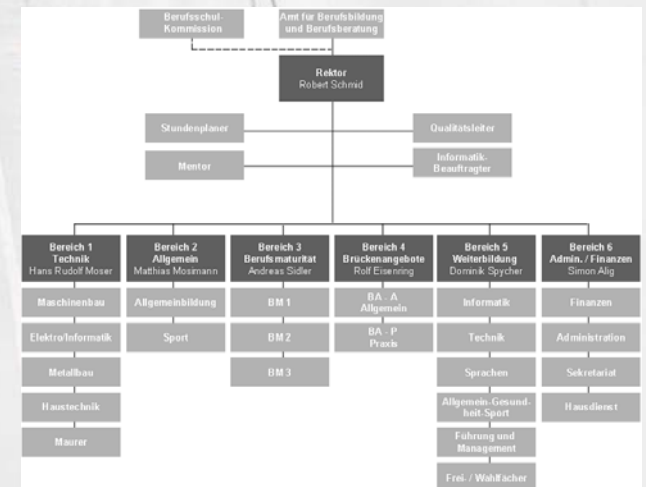 Berufsschul-
Kommission
Amt für Berufsbildung
und Berufsberatung
Rektor
Robert Schmid
Stundenplaner
Qualitätsleiter
Mentor
Informatik-
Beauftragter
Bereich 1
Technik
Hans Rudolf Moser
Bereich 2
Allgemein
Matthias Mosimann
Bereich 3
Berufsmaturität
Andreas Sidler
Bereich 4
Brückenangebote
Rolf Eisenring
Bereich 5
Weiterbildung
Dominik Spycher
Bereich 6
Admin. / Finanzen
Simon Alig
Maschinenbau
Elektro/Informatik
Metallbau
Haustechnik
Maurer
Allgemeinbildung
Sport
BM 1
BM 2
BM 3
BA - A
Allgemein
BA - P
Praxis
Informatik
Technik
Sprachen
Allgemein-Gesund-
heit-Sport
Führung und
Management
Frei- / Wahlfächer
Finanzen
Administration
Sekretariat
Hausdienst